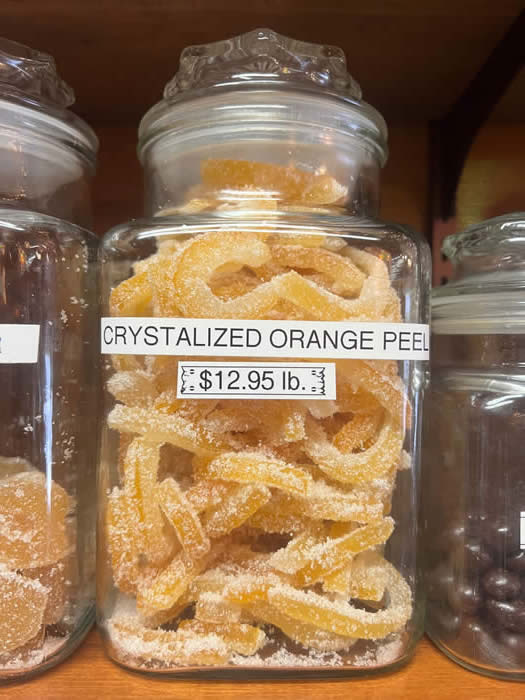 CRYSTALIZED ORANGE PEEL
$12.95 lb.